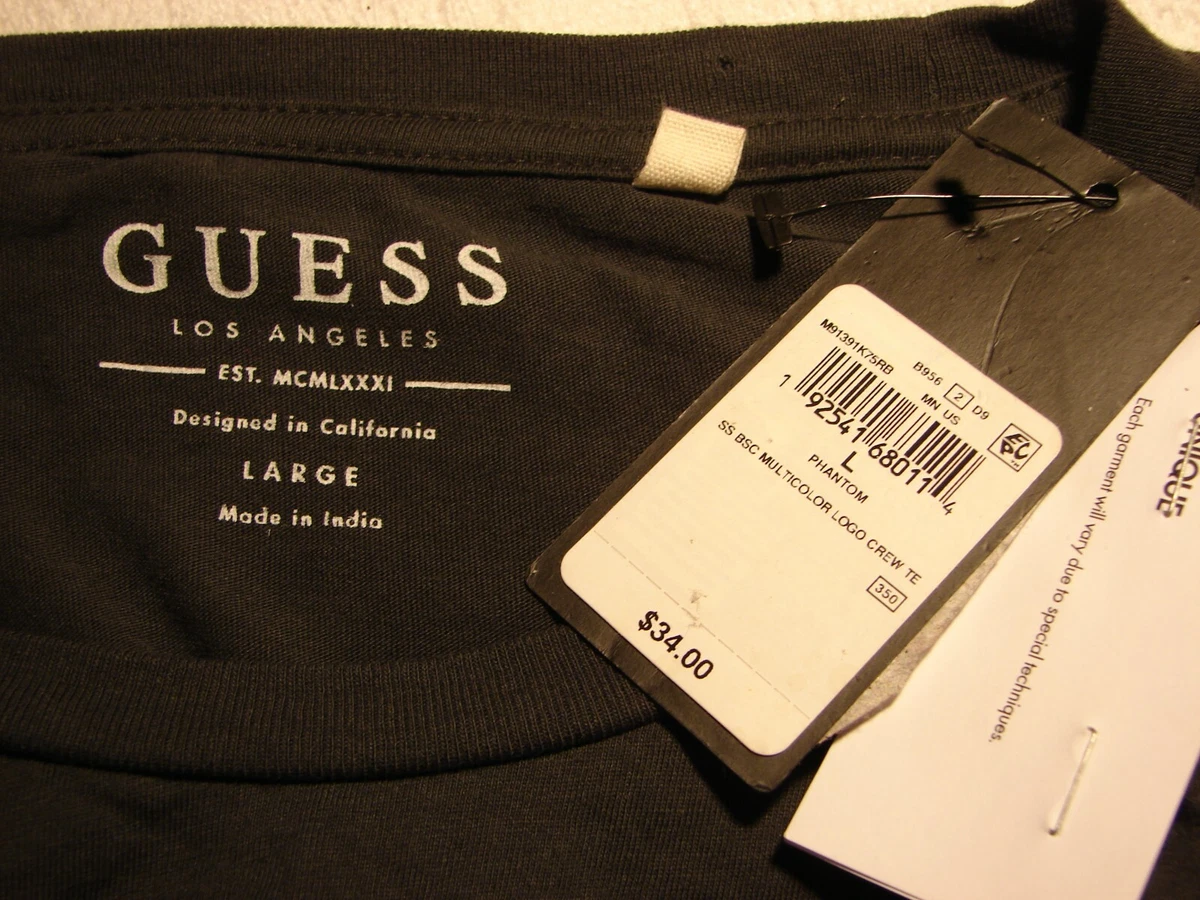 GUESS
LOS ANGELES
EST. MCMLXXXI
Designed in California
LARGE
Made in India
M91391K75RB
B956 2 D9
MN US
1 92541 68011 4
EPC
L
PHANTOM
SS BSC MULTICOLOR LOGO CREW TE
350
$34.00
Each garment will vary due to special techniques.